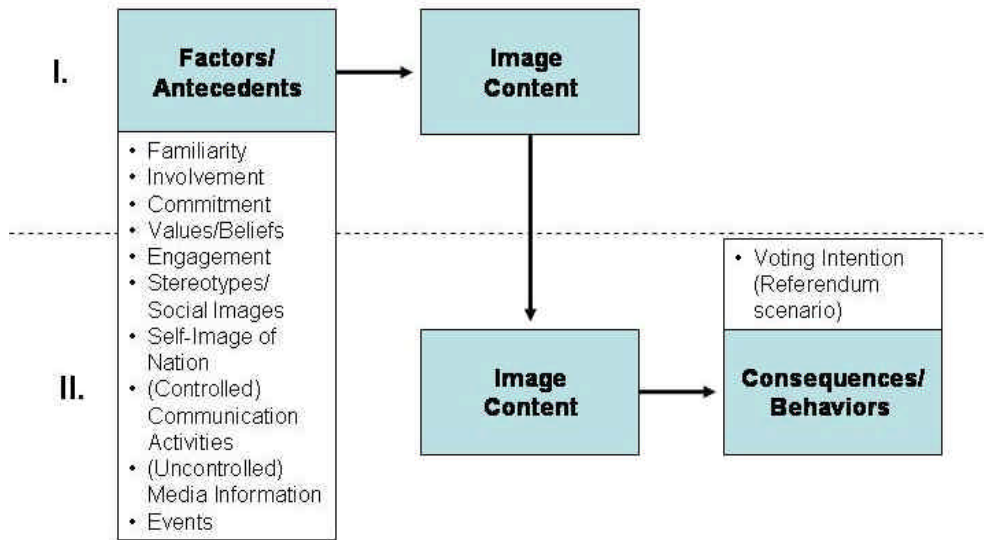 I.
Factors/
Antecedents
Image
Content
• Familiarity
• Involvement
• Commitment
• Values/Beliefs
• Engagement
• Stereotypes/
Social Images
• Self-Image of
Nation
• (Controlled)
Communication
Activities
• (Uncontrolled)
Media Information
• Events
II.
Image
Content
• Voting Intention
(Referendum
scenario)
Consequences/
Behaviors